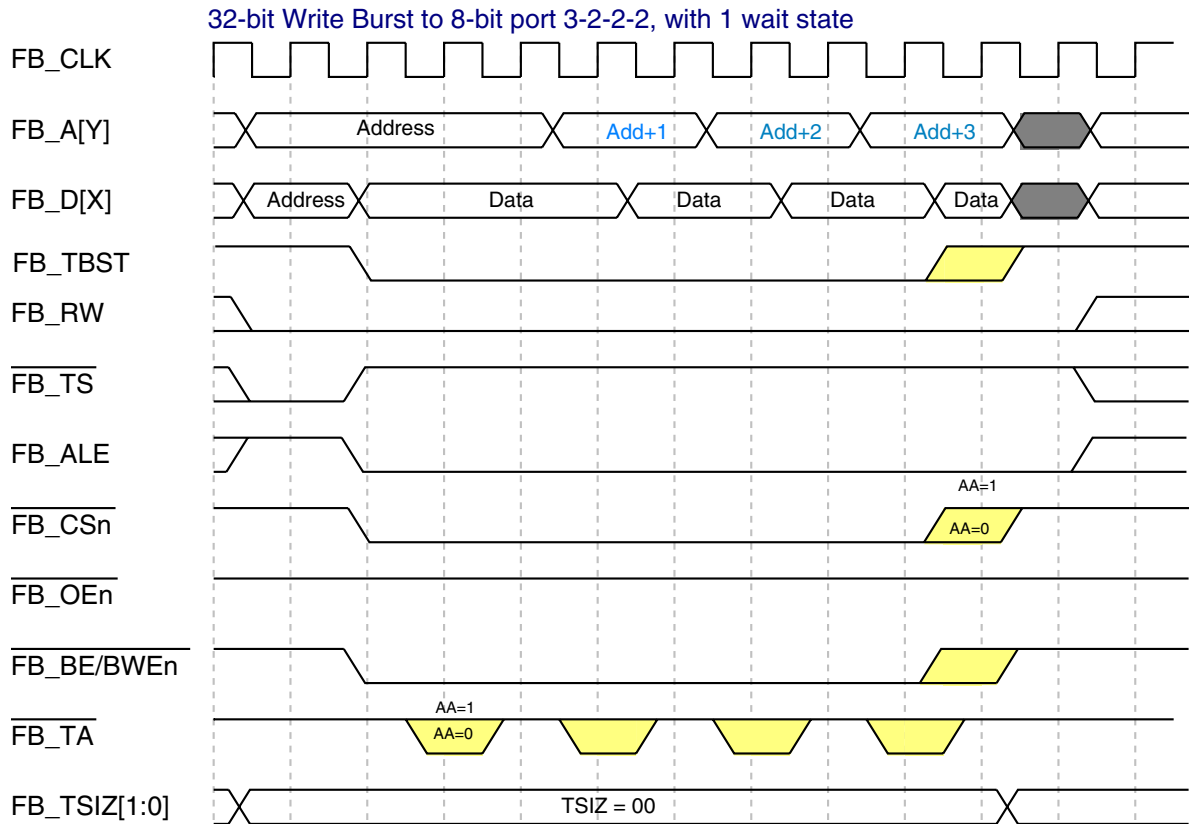 32-bit Write Burst to 8-bit port 3-2-2-2, with 1 wait state
FB_CLK
FB_A[Y] Address Add+1 Add+2 Add+3
FB_D[X] Address Data Data Data Data
FB_TBST
FB_RW
FB_TS
FB_ALE
AA=1
FB_CSn AA=0
FB_OEn
FB_BE/BWEn
AA=1
FB_TA AA=0
FB_TSIZ[1:0] TSIZ = 00